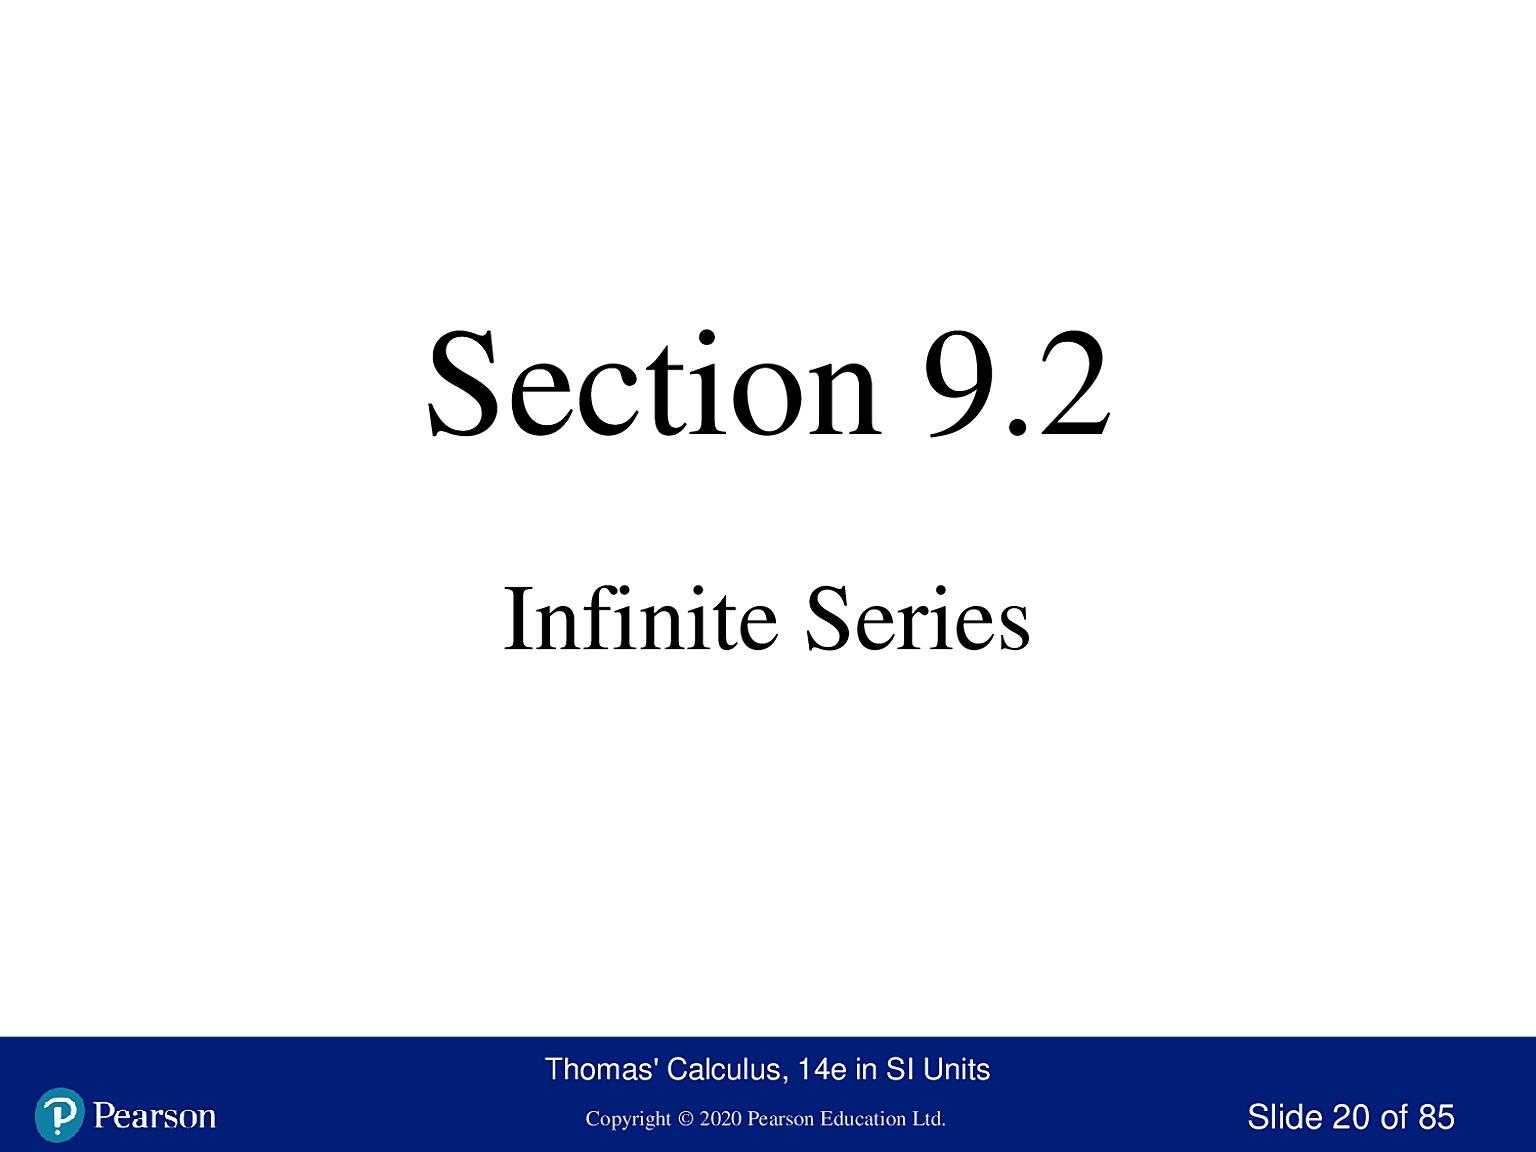 Section 9.2
Infinite Series
Thomas' Calculus, 14e in SI Units
Pearson
Copyright © 2020 Pearson Education Ltd.
Slide 20 of 85